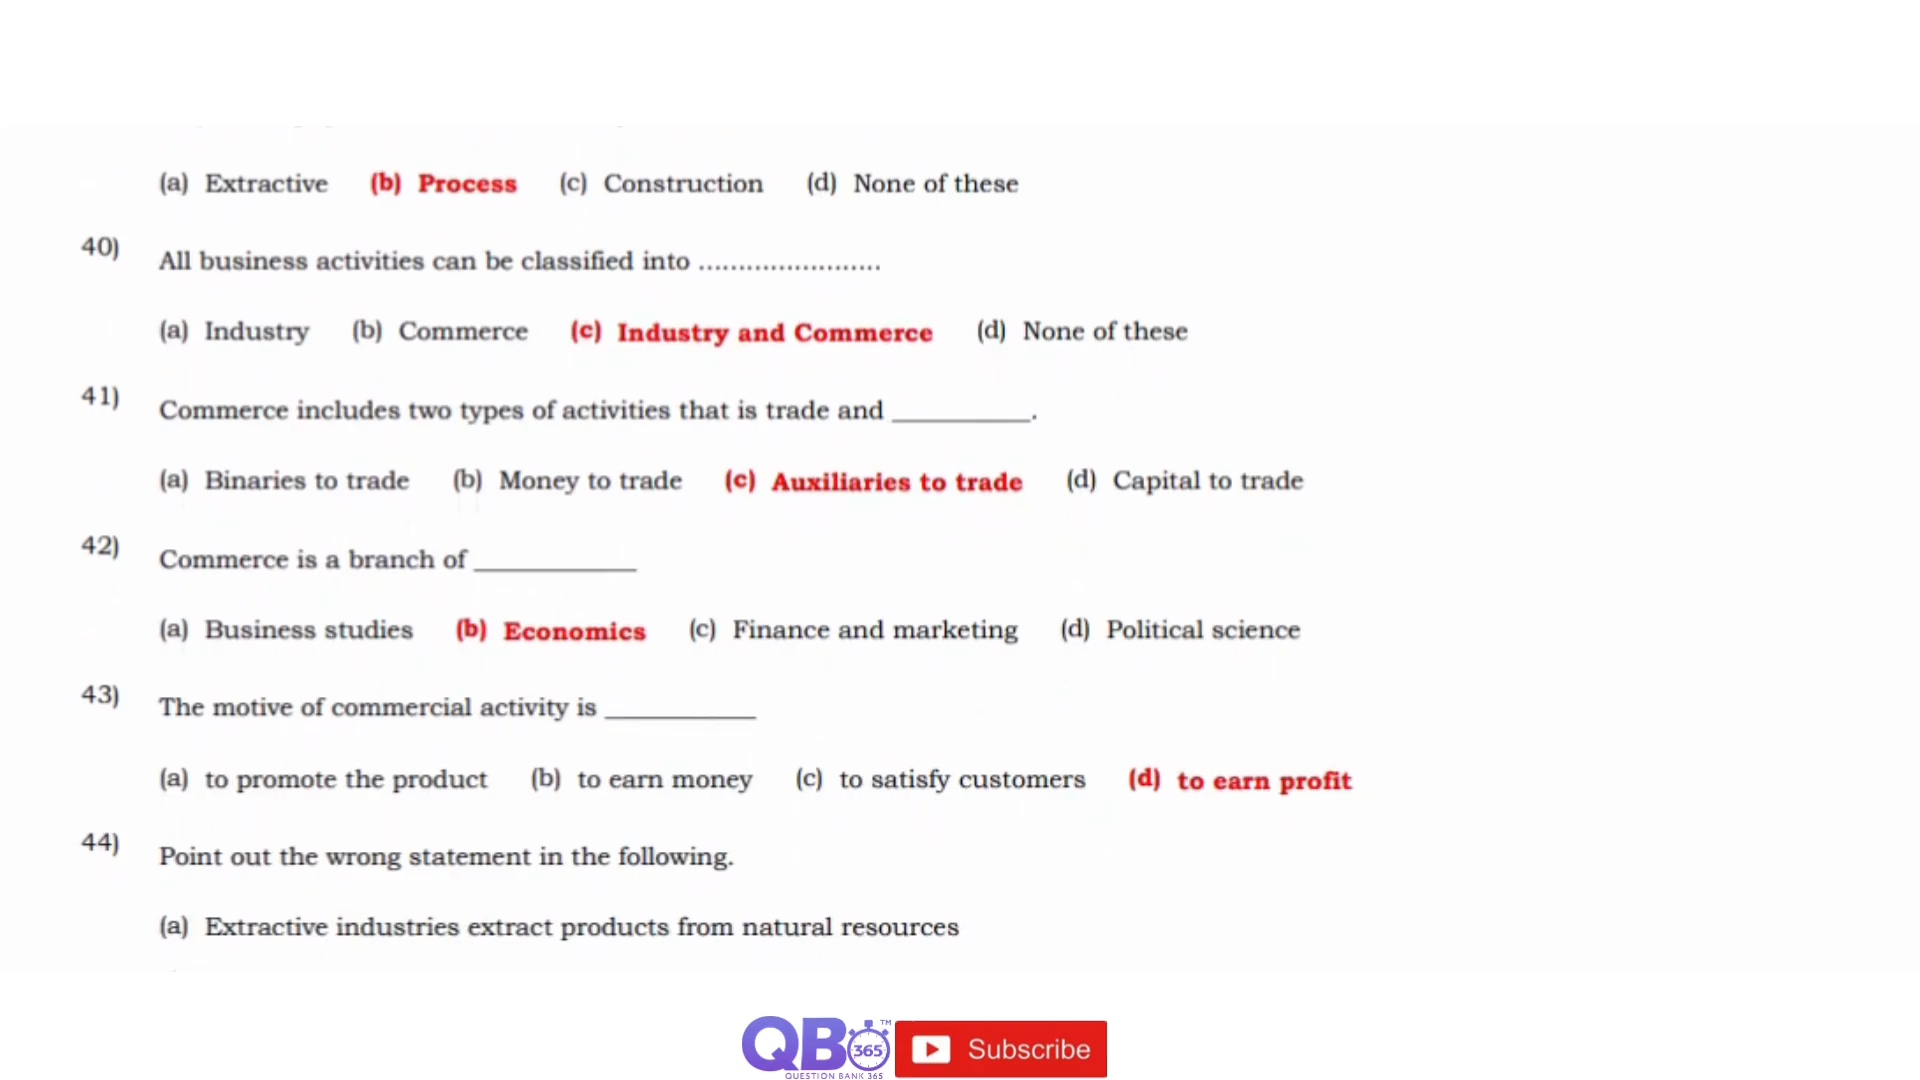 (a) Extractive (b) Process (c) Construction (d) None of these
40) All business activities can be classified into .......................
(a) Industry (b) Commerce (c) Industry and Commerce (d) None of these
41) Commerce includes two types of activities that is trade and __________.
(a) Binaries to trade (b) Money to trade (c) Auxiliaries to trade (d) Capital to trade
42) Commerce is a branch of ____________
(a) Business studies (b) Economics (c) Finance and marketing (d) Political science
43) The motive of commercial activity is ___________
(a) to promote the product (b) to earn money (c) to satisfy customers (d) to earn profit
44) Point out the wrong statement in the following.
(a) Extractive industries extract products from natural resources
QB 365 ™
QUESTION BANK 365
Subscribe